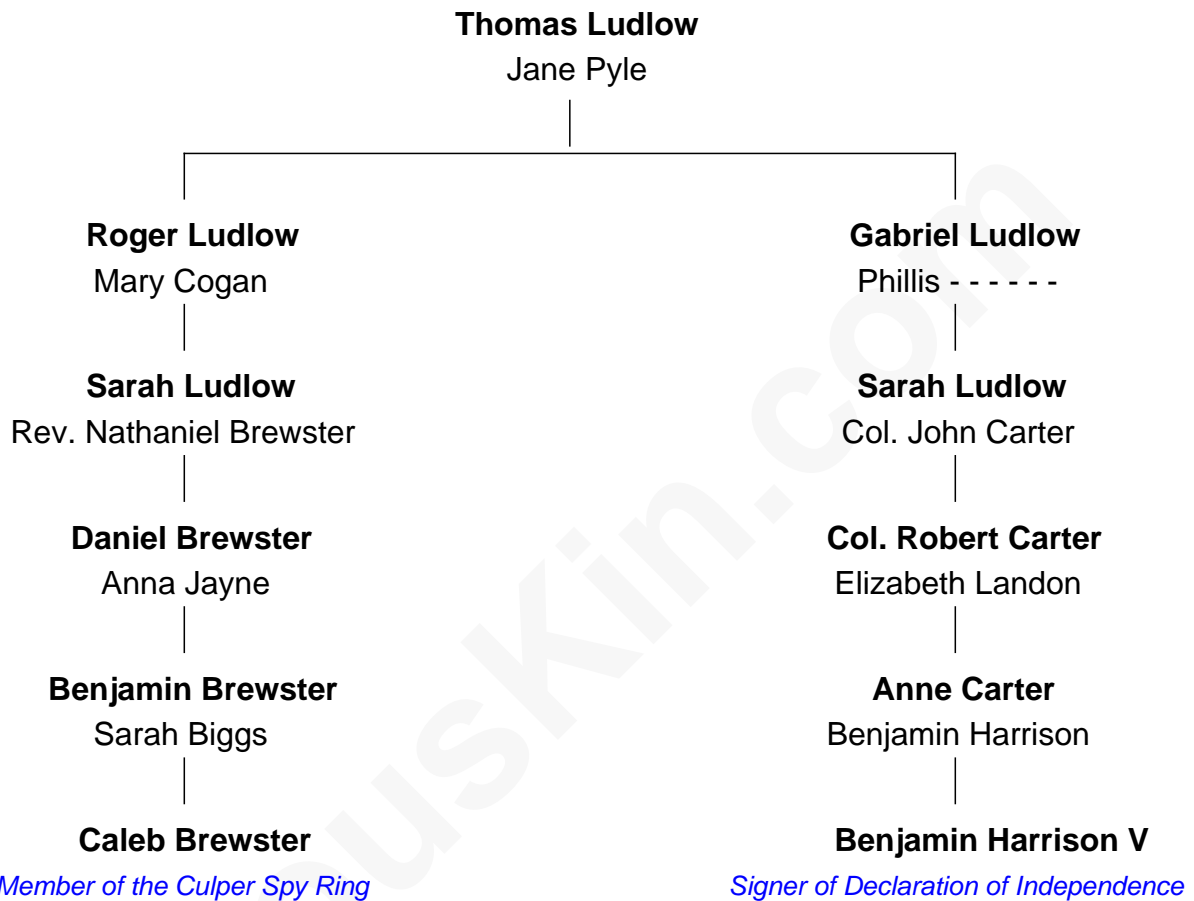 Thomas Ludlow
Jane Pyle
Roger Ludlow
Mary Cogan
Gabriel Ludlow
Phillis - - - - - -
Sarah Ludlow
Rev. Nathaniel Brewster
Sarah Ludlow
Col. John Carter
Daniel Brewster
Anna Jayne
Col. Robert Carter
Elizabeth Landon
Benjamin Brewster
Sarah Biggs
Anne Carter
Benjamin Harrison
Caleb Brewster
Member of the Culper Spy Ring
Benjamin Harrison V
Signer of Declaration of Independence
usKin.com